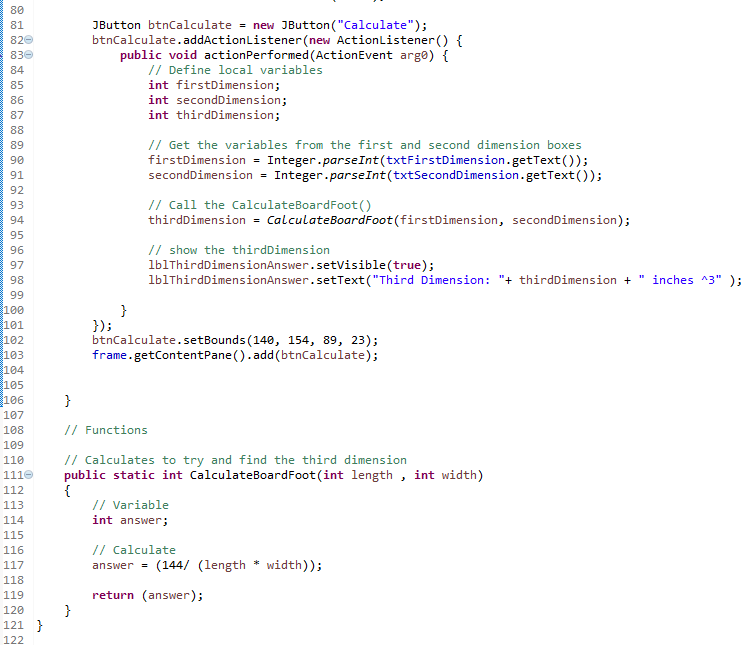 80
81 JButton btnCalculate = new JButton("Calculate");
82 btnCalculate.addActionListener(new ActionListener() {
83 public void actionPerformed(ActionEvent arg0) {
84 // Define local variables
85 int firstDimension;
86 int secondDimension;
87 int thirdDimension;
88
89 // Get the variables from the first and second dimension boxes
90 firstDimension = Integer.parseInt(txtFirstDimension.getText());
91 secondDimension = Integer.parseInt(txtSecondDimension.getText());
92
93 // Call the CalculateBoardFoot()
94 thirdDimension = CalculateBoardFoot(firstDimension, secondDimension);
95
96 // show the thirdDimension
97 lblThirdDimensionAnswer.setVisible(true);
98 lblThirdDimensionAnswer.setText("Third Dimension: "+ thirdDimension + " inches ^3" );
99
100 }
101 });
102 btnCalculate.setBounds(140, 154, 89, 23);
103 frame.getContentPane().add(btnCalculate);
104
105
106 }
107
108 // Functions
109
110 // Calculates to try and find the third dimension
111 public static int CalculateBoardFoot(int length , int width)
112 {
113 // Variable
114 int answer;
115
116 // Calculate
117 answer = (144/ (length * width));
118
119 return (answer);
120 }
121 }
122